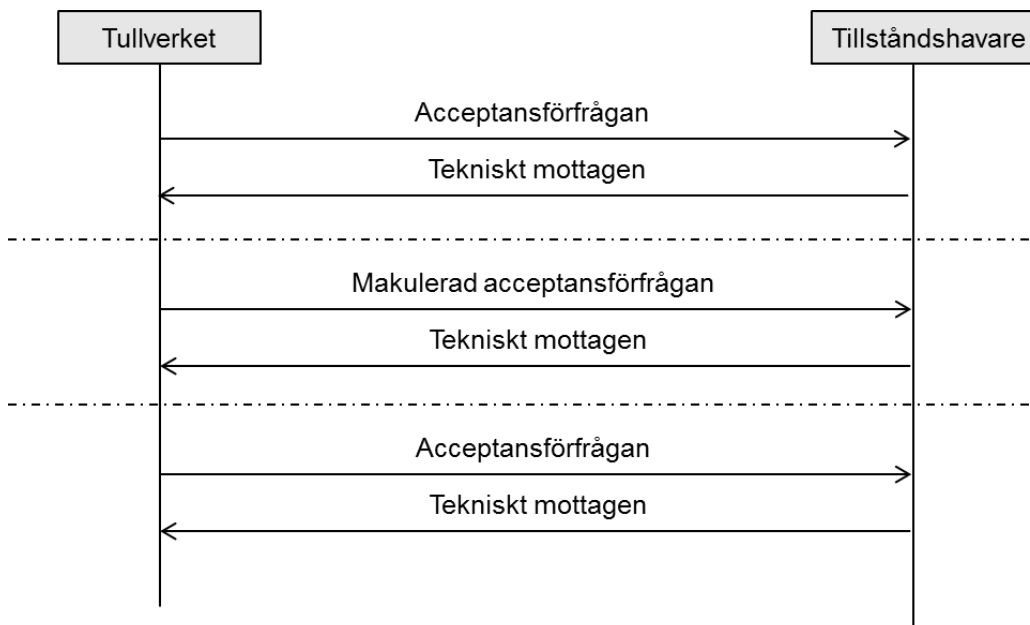 Tullverket
Tillståndshavare
Acceptansförfrågan
Tekniskt mottagen
Makulerad acceptansförfrågan
Tekniskt mottagen
Acceptansförfrågan
Tekniskt mottagen